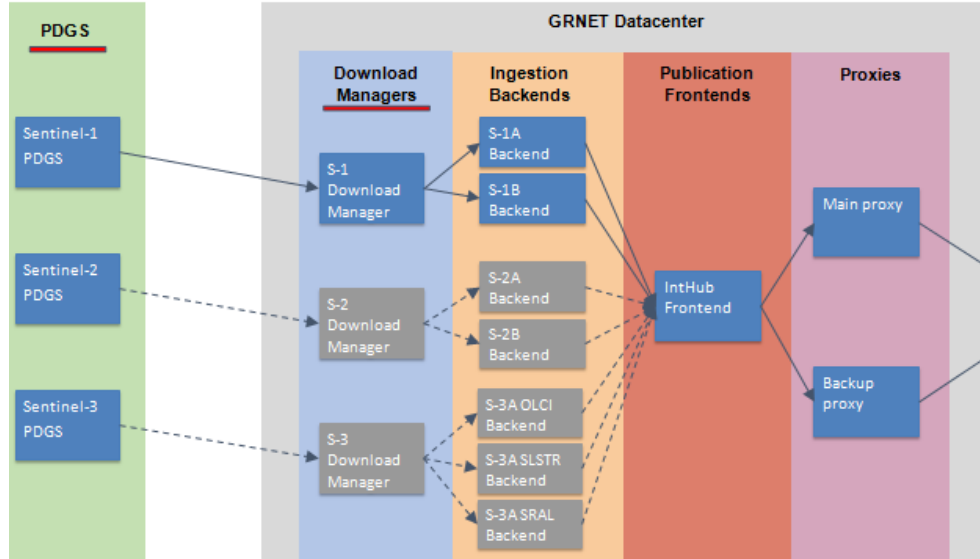 PDGS
GRNET Datacenter
Download
Managers
Ingestion
Backends
Publication
Frontends
Proxies
Sentinel-1
PDGS
S-1
Download
Manager
S-1A
Backend
S-1B
Backend
Main proxy
Sentinel-2
PDGS
S-2
Download
Manager
S-2A
Backend
S-2B
Backend
IntHub
Frontend
Backup
proxy
Sentinel-3
PDGS
S-3
Download
Manager
S-3A OLCI
Backend
S-3A SLSTR
Backend
S-3A SRAL
Backend